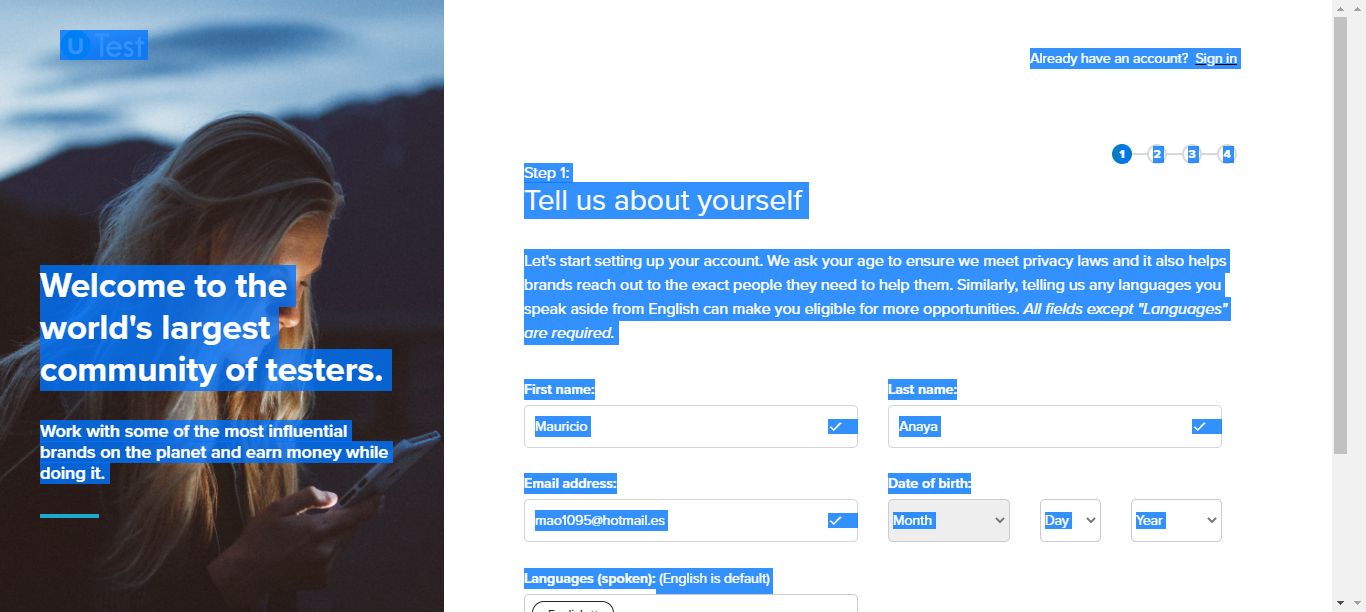 uTest
Already have an account? Sign in
1 2 3 4
Step 1:
Tell us about yourself
Let's start setting up your account. We ask your age to ensure we meet privacy laws and it also helps
brands reach out to the exact people they need to help them. Similarly, telling us any languages you
speak aside from English can make you eligible for more opportunities. All fields except "Languages"
are required.
Welcome to the
world's largest
community of testers.
Work with some of the most influential
brands on the planet and earn money while
doing it.
First name: Last name:
Mauricio Anaya
Email address: Date of birth:
mao1095@hotmail.es Month Day Year
Languages (spoken): (English is default)